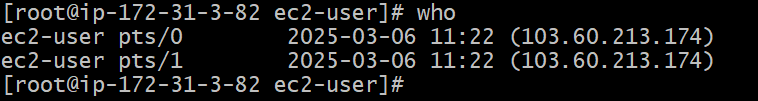 [root@ip-172-31-3-82 ec2-user]# who
ec2-user pts/0        2025-03-06 11:22 (103.60.213.174)
ec2-user pts/1        2025-03-06 11:22 (103.60.213.174)
[root@ip-172-31-3-82 ec2-user]#